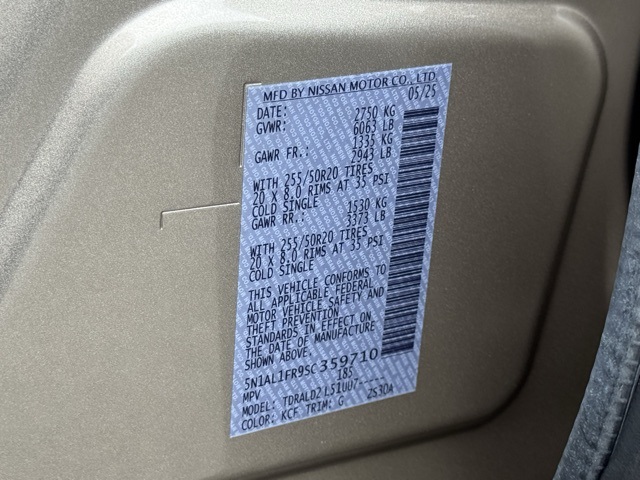 MFD BY NISSAN MOTOR CO., LTD.
DATE: 05/25
GVWR: 2750 KG
6063 LB
GAWR FR.: 1335 KG
2943 LB
WITH 255/50R20 TIRES
20 X 8.0 RIMS AT 35 PSI
COLD SINGLE
GAWR RR.: 1530 KG
3373 LB
WITH 255/50R20 TIRES
20 X 8.0 RIMS AT 35 PSI
COLD SINGLE
THIS VEHICLE CONFORMS TO
ALL APPLICABLE FEDERAL
MOTOR VEHICLE SAFETY AND
THEFT PREVENTION
STANDARDS IN EFFECT ON
THE DATE OF MANUFACTURE
SHOWN ABOVE.
5N1AL1FR9SC359710
MPV 185
MODEL: TDRALDZ L51UU7-----
COLOR: KCF TRIM: G 2S30A